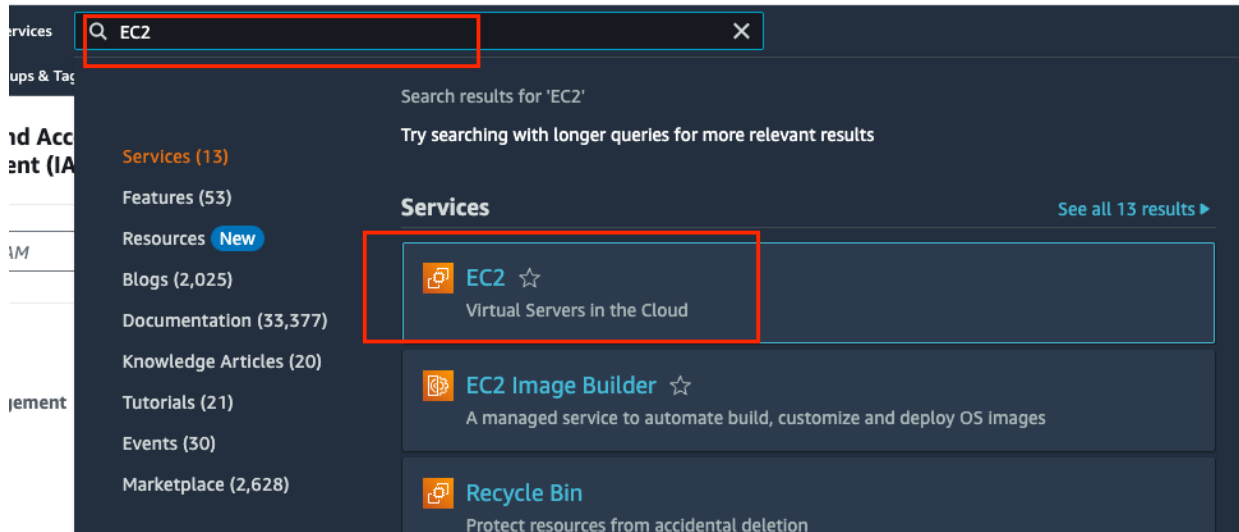 ervices
EC2
ups & Tag
Search results for 'EC2'
Try searching with longer queries for more relevant results
nd Acc
ent (IA
AM
gement
Services (13)
Features (53)
Resources New
Blogs (2,025)
Documentation (33,377)
Knowledge Articles (20)
Tutorials (21)
Events (30)
Marketplace (2,628)
Services
See all 13 results
EC2
Virtual Servers in the Cloud
EC2 Image Builder
A managed service to automate build, customize and deploy OS images
Recycle Bin
Protect resources from accidental deletion